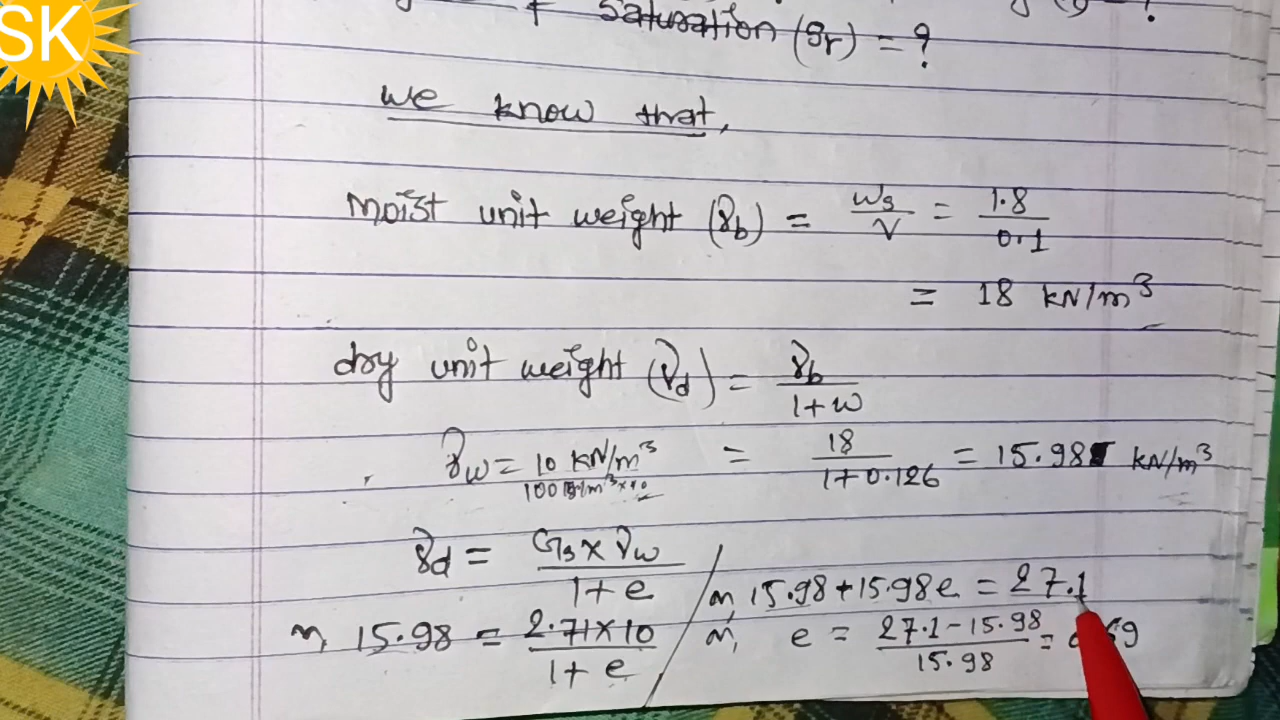 SK
saturation (Sr) = ?
we know that,
moist unit weight (γb) = Ws/V = 1.8/0.1
= 18 kN/m³
dry unit weight (γd) = γb/1+w
γw = 10 kN/m³ = 18/1+0.126 = 15.98 kN/m³
γd = Gs×γw/1+e
or, 15.98 = 2.71×10/1+e
or, 15.98+15.98e = 27.1
or, e = 27.1-15.98/15.98 =